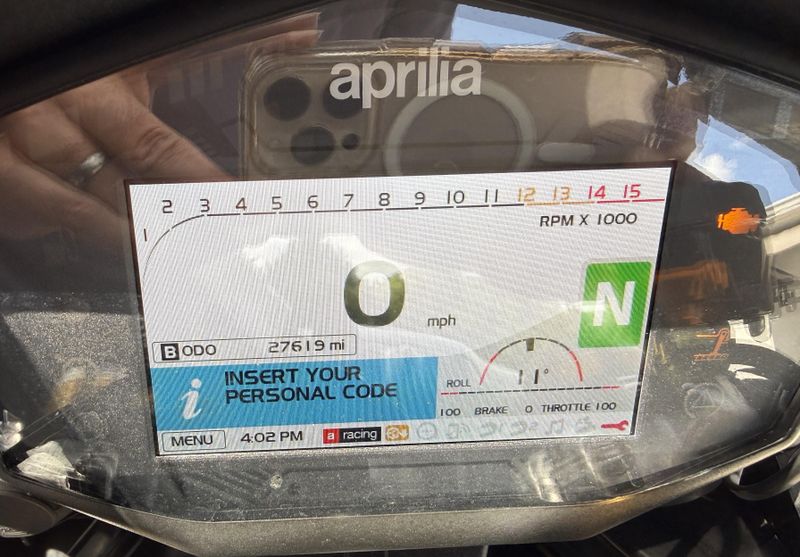 aprilia
1 2 3 4 5 6 7 8 9 10 11 12 13 14 15
RPM X 1000
0 mph
N
B ODO 27619 mi
INSERT YOUR
PERSONAL CODE
ROLL 11°
100 BRAKE 0 THROTTLE 100
MENU 4:02 PM a racing